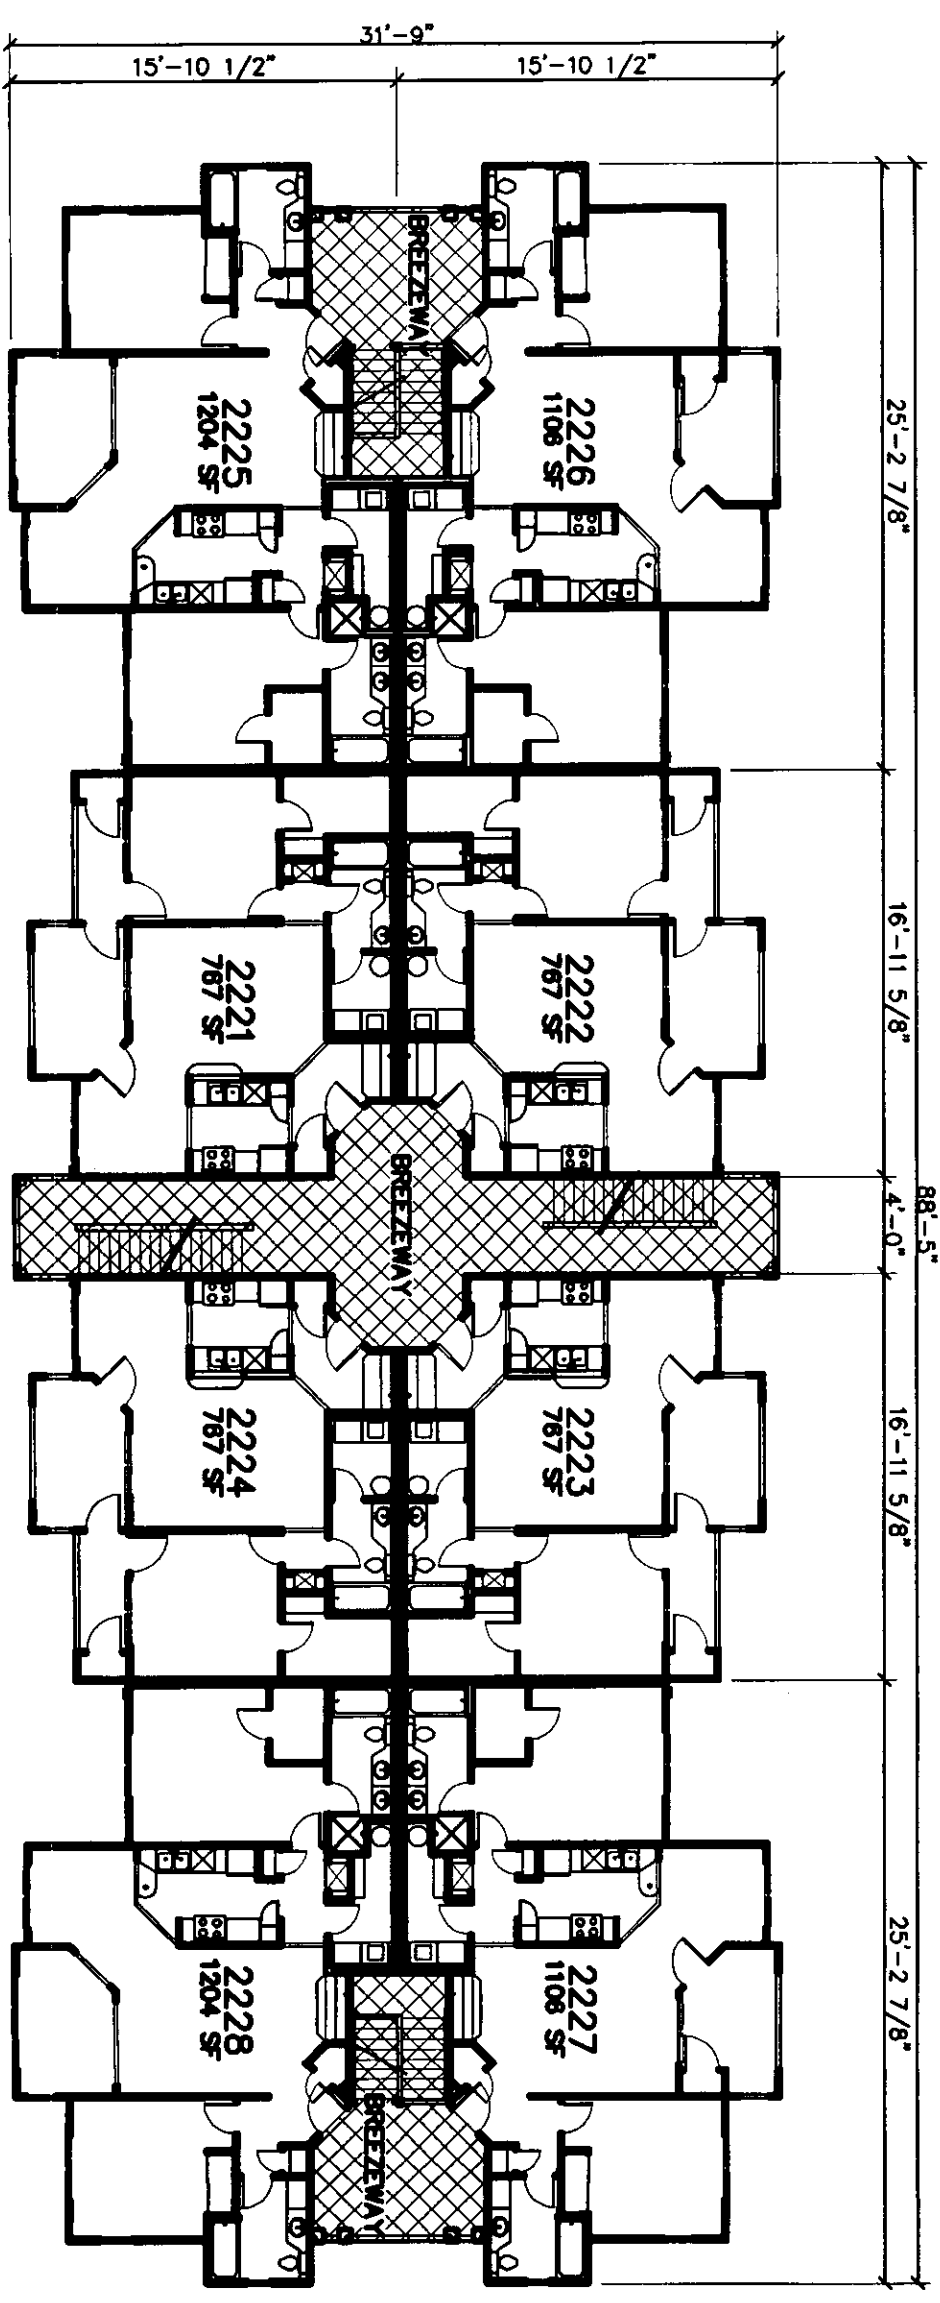 31'-9"
15'-10 1/2"
15'-10 1/2"
BREEZEWAY
2225
1204 SF
2226
1106 SF
25'-2 7/8"
2221
767 SF
2222
767 SF
16'-11 5/8"
BREEZEWAY
4'-0"
88'-5"
2224
767 SF
2223
767 SF
16'-11 5/8"
2228
1204 SF
2227
1106 SF
25'-2 7/8"
BREEZEWAY